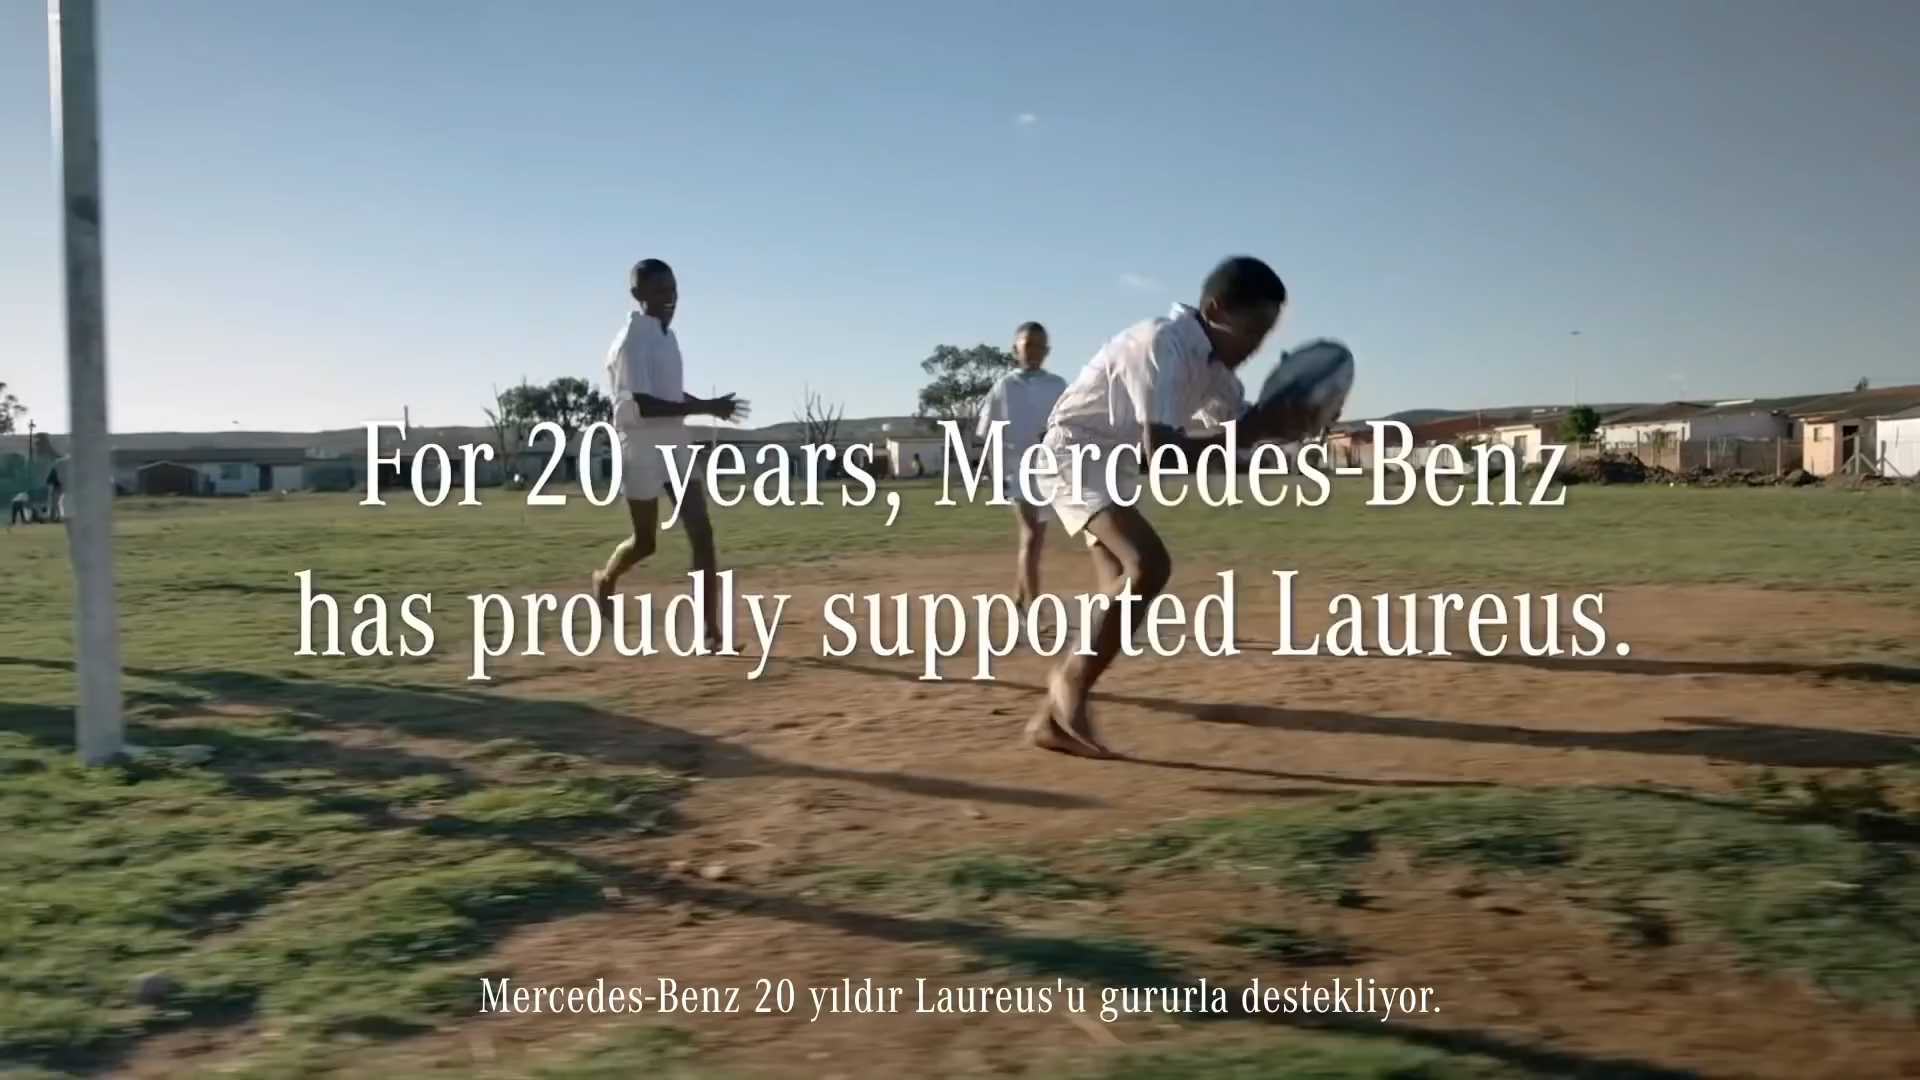 For 20 years, Mercedes-Benz
has proudly supported Laureus.
Mercedes-Benz 20 yıldır Laureus'u gururla destekliyor.